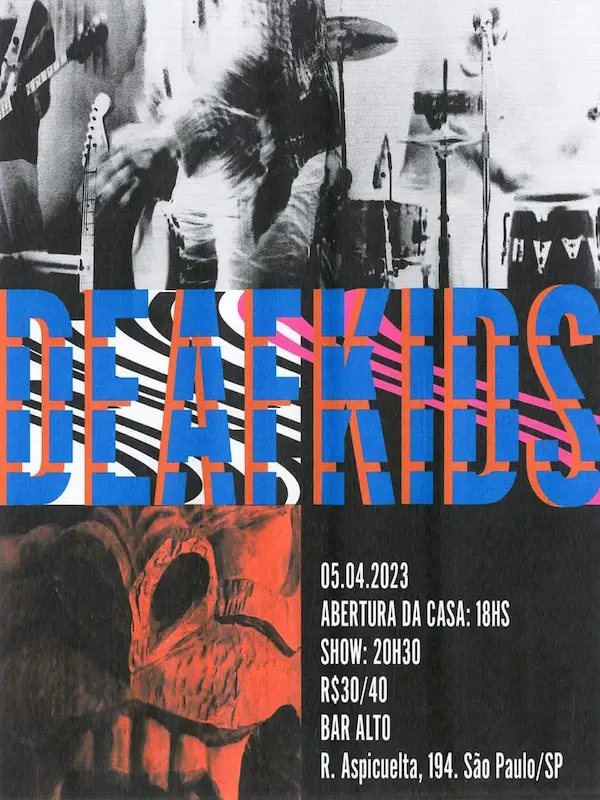 DEAFKIDS
05.04.2023
ABERTURA DA CASA: 18HS
SHOW: 20H30
R$30/40
BAR ALTO
R. Aspicuelta, 194. São Paulo/SP